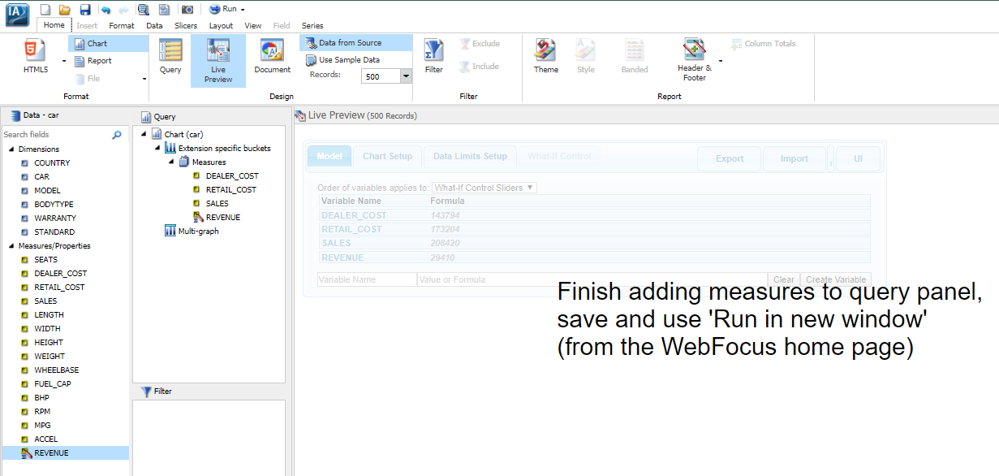 IA
Run
Home Insert Format Data Slicers Layout View Field Series
HTML5
Chart
Report
File
Format
Query
Live Preview
Document
Data from Source
Use Sample Data
Records: 500
Design
Filter
Exclude
Include
Filter
Theme
Style
Banded
Header & Footer
Column Totals
Report
Data - car
Search fields
Dimensions
COUNTRY
CAR
MODEL
BODYTYPE
WARRANTY
STANDARD
Measures/Properties
SEATS
DEALER_COST
RETAIL_COST
SALES
LENGTH
WIDTH
HEIGHT
WEIGHT
WHEELBASE
FUEL_CAP
BHP
RPM
MPG
ACCEL
REVENUE
Query
Chart (car)
Extension specific buckets
Measures
DEALER_COST
RETAIL_COST
SALES
REVENUE
Multi-graph
Filter
Live Preview (500 Records)
Model Chart Setup Data Limits Setup What-If Control Export Import UI
Order of variables applies to: What-If Control Sliders ▼
Variable Name Formula
DEALER_COST 143794
RETAIL_COST 173204
SALES 208420
REVENUE 29410
Variable Name Value or Formula Clear Create Variable
Finish adding measures to query panel,
save and use 'Run in new window'
(from the WebFocus home page)